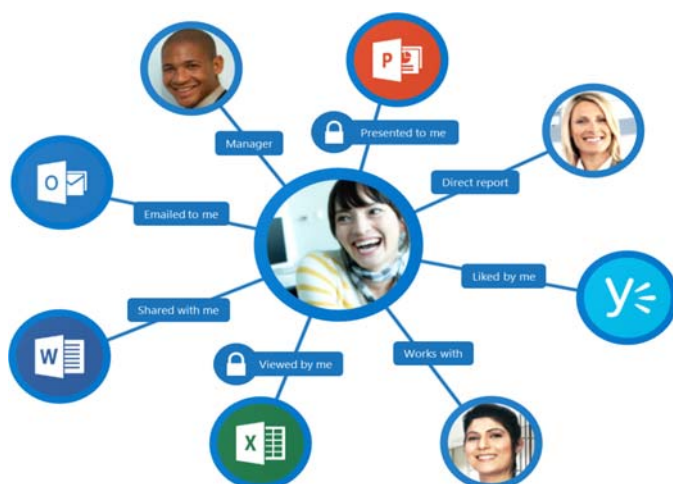 P
Manager
Presented to me
Direct report
O
Emailed to me
Liked by me
y
Shared with me
W
Viewed by me
Works with
X